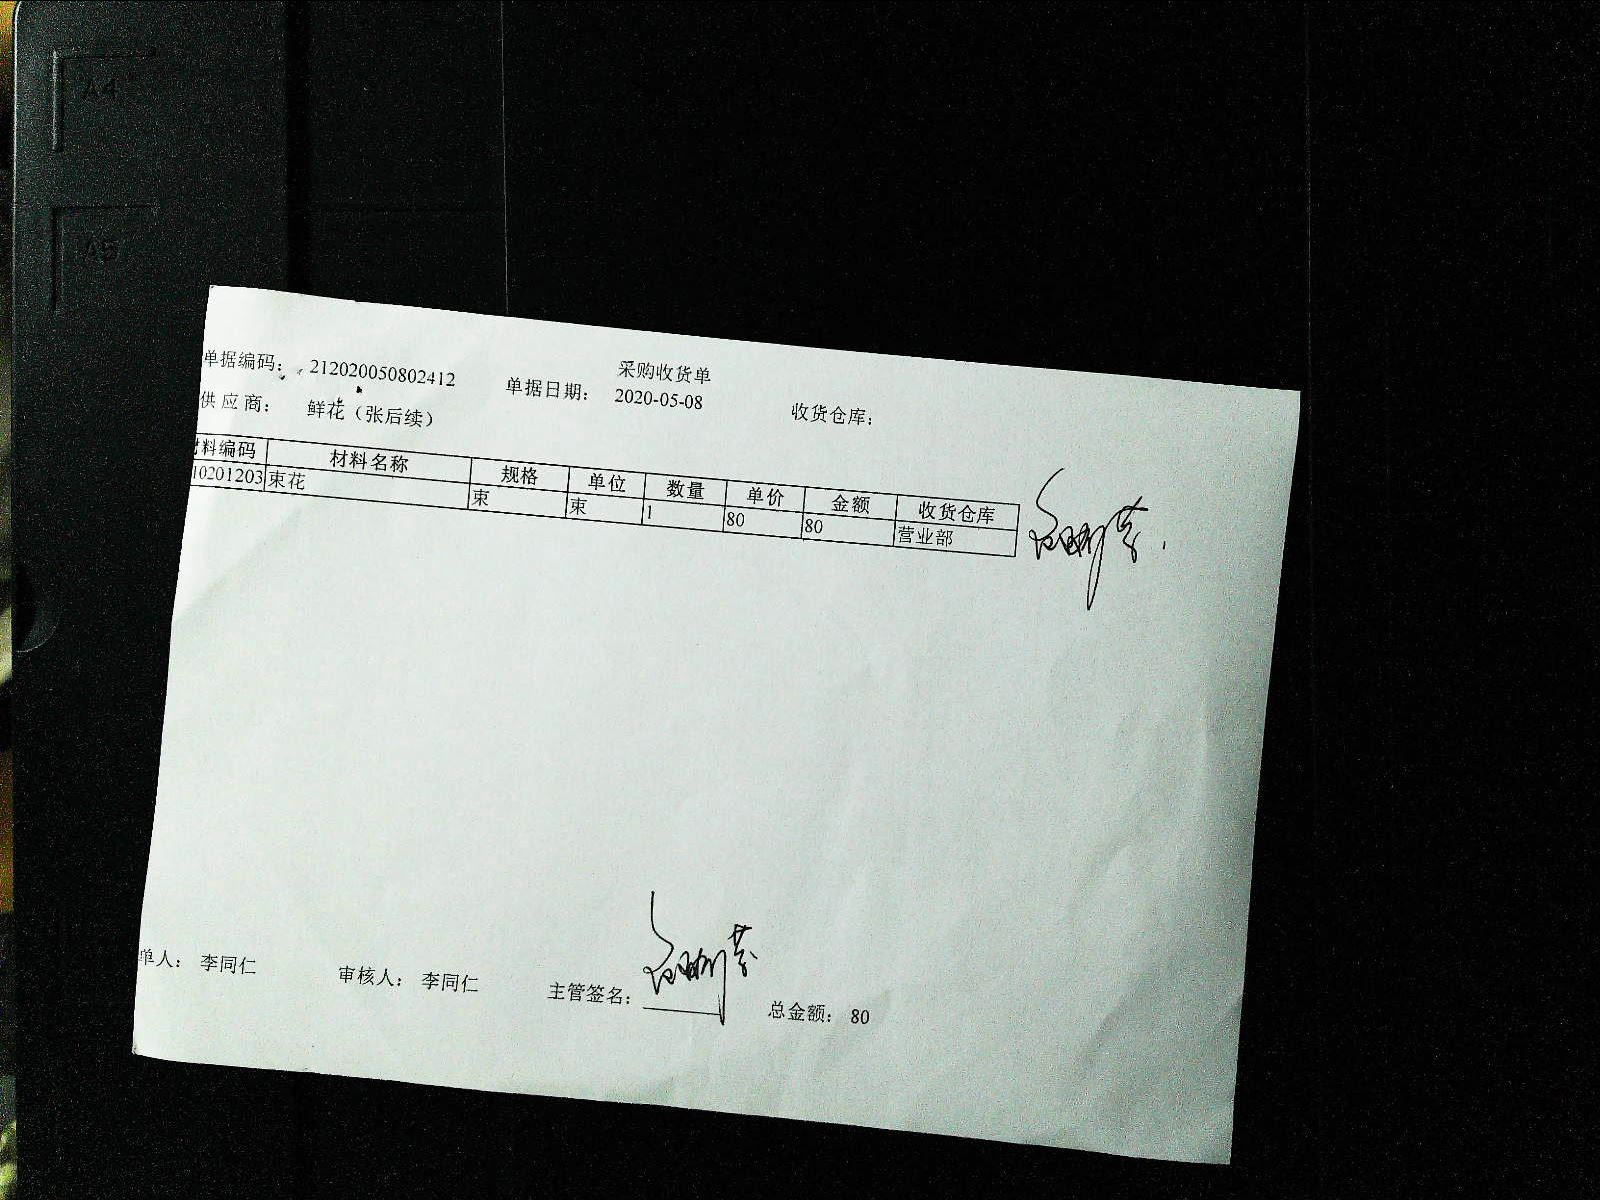 A4
A5
采购收货单
单据编码： 212020050802412 单据日期： 2020-05-08 收货仓库：
供应商： 鲜花（张后续）
材料编码 材料名称 规格 单位 数量 单价 金额 收货仓库
10201203 束花 束 束 1 80 80 营业部
单人： 李同仁 审核人： 李同仁 主管签名： 总金额： 80